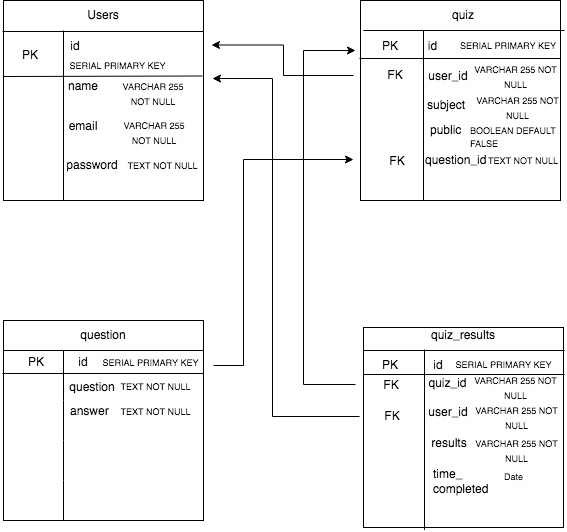 Users
PK
id
SERIAL PRIMARY KEY
name VARCHAR 255
NOT NULL
email VARCHAR 255
NOT NULL
password TEXT NOT NULL
quiz
PK id SERIAL PRIMARY KEY
FK user_id VARCHAR 255 NOT
NULL
subject VARCHAR 255 NOT
NULL
public BOOLEAN DEFAULT
FALSE
FK question_id TEXT NOT NULL
question
PK id SERIAL PRIMARY KEY
question TEXT NOT NULL
answer TEXT NOT NULL
quiz_results
PK id SERIAL PRIMARY KEY
FK quiz_id VARCHAR 255 NOT
NULL
FK user_id VARCHAR 255 NOT
NULL
results VARCHAR 255 NOT
NULL
time_ Date
completed